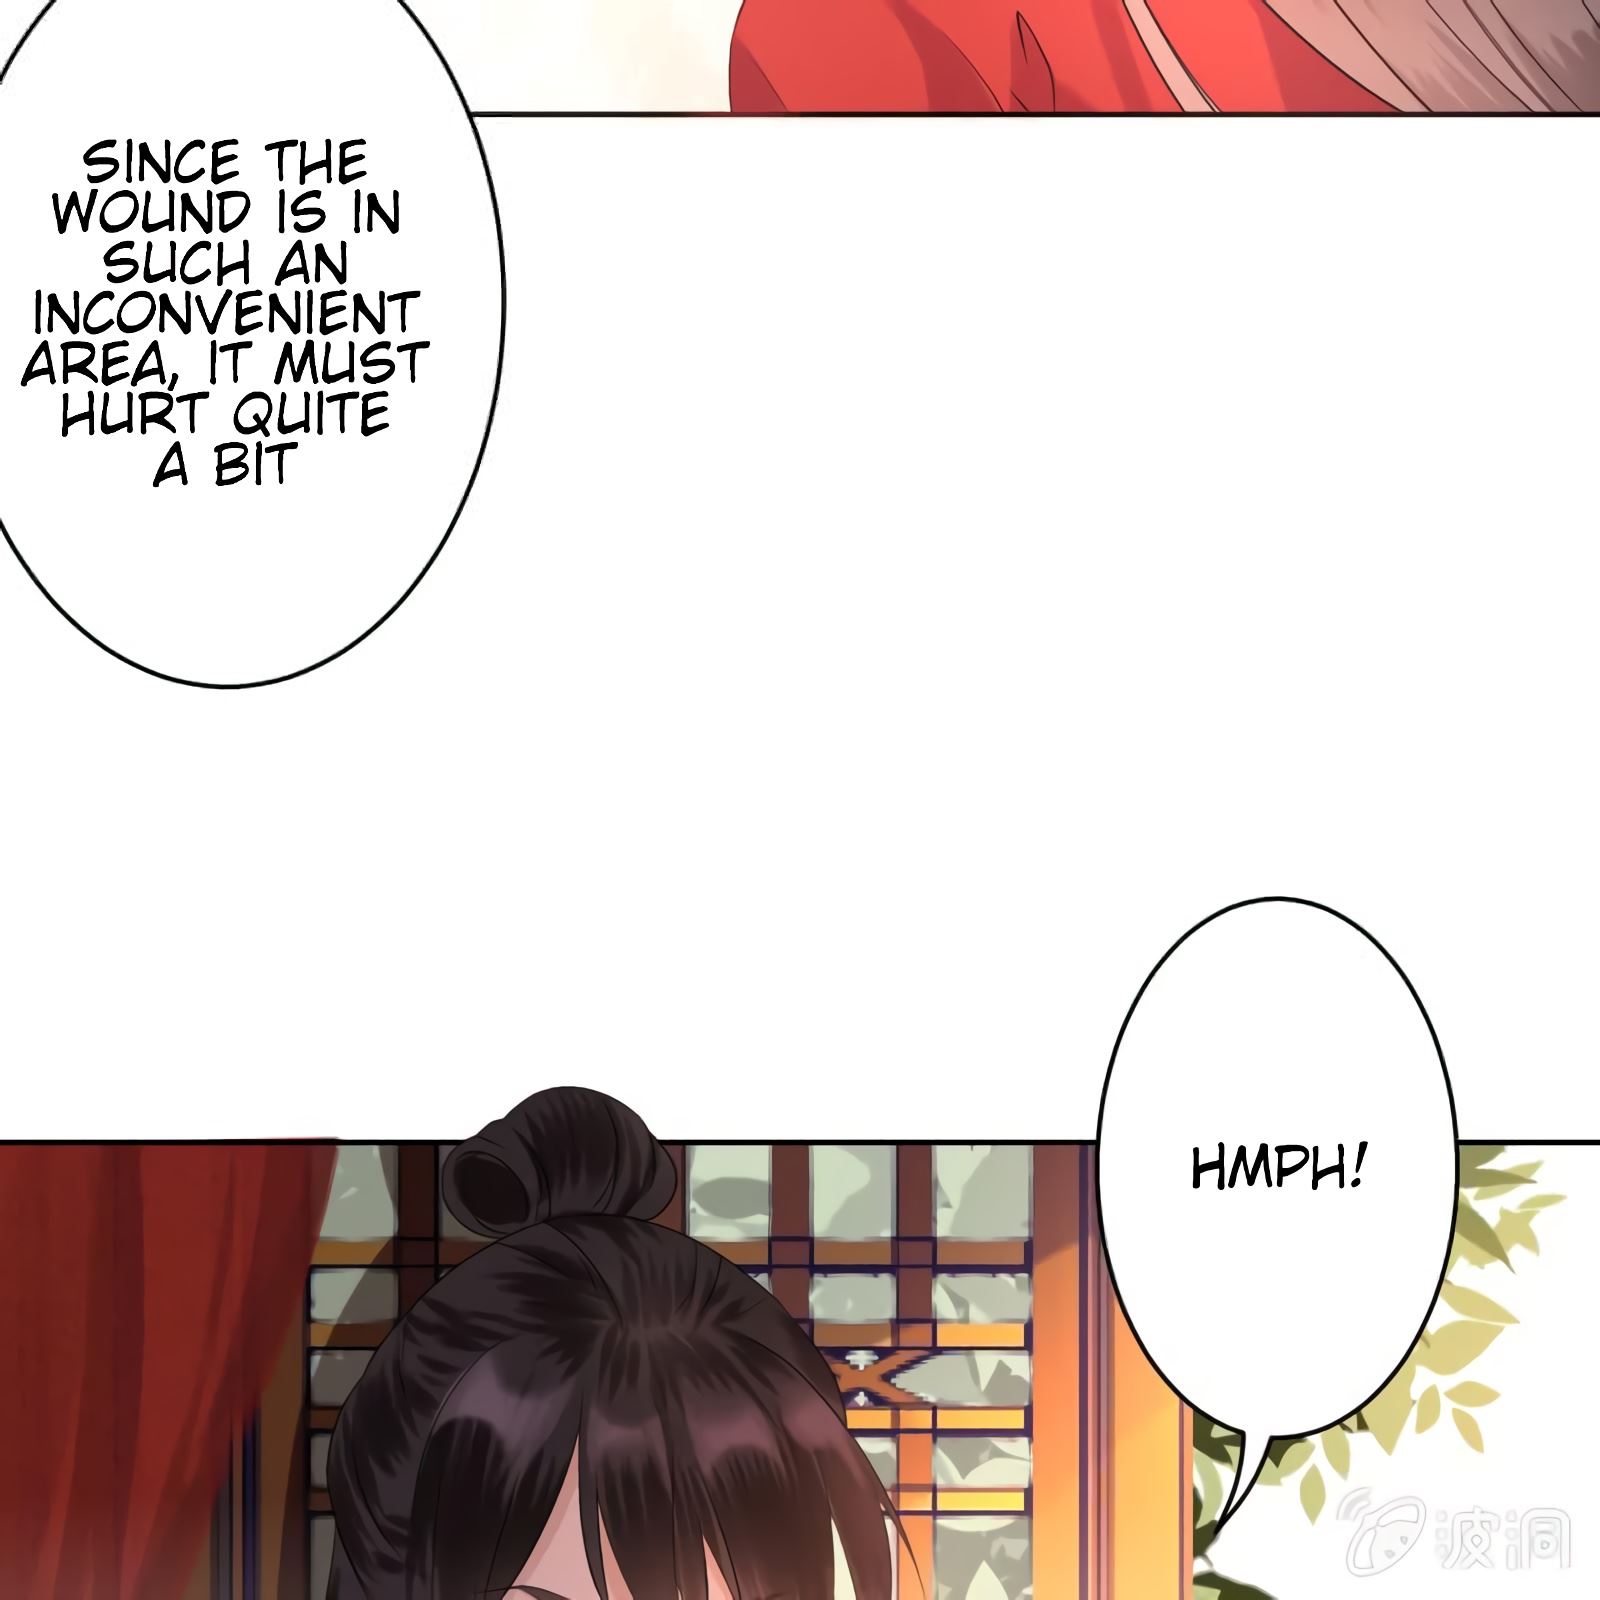 SINCE THE
WOUND IS IN
SUCH AN
INCONVENIENT
AREA, IT MUST
HURT QUITE
A BIT
HMPH!
波洞